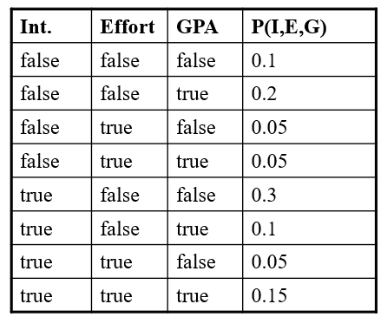 Int. Effort GPA P(I,E,G)
false false false 0.1
false false true 0.2
false true false 0.05
false true true 0.05
true false false 0.3
true false true 0.1
true true false 0.05
true true true 0.15